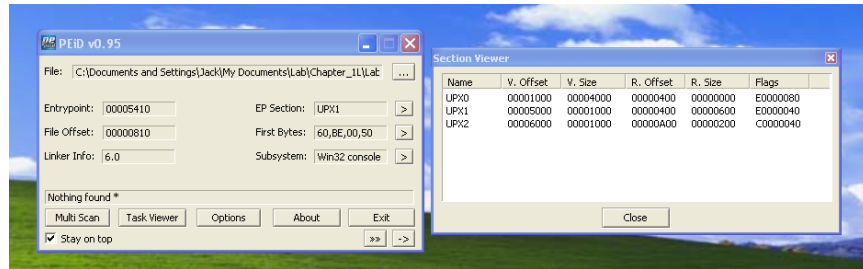 PEiD v0.95
File: C:\Documents and Settings\Jack\My Documents\Lab\Chapter_1L\Lab ...
Entrypoint: 00005410 EP Section: UPX1 >
File Offset: 00000810 First Bytes: 60,BE,00,50 >
Linker Info: 6.0 Subsystem: Win32 console >
Nothing found *
Multi Scan Task Viewer Options About Exit
Stay on top »» ->
Section Viewer
Name V. Offset V. Size R. Offset R. Size Flags
UPX0 00001000 00004000 00000400 00000000 E0000080
UPX1 00005000 00001000 00000400 00000600 E0000040
UPX2 00006000 00001000 00000A00 00000200 C0000040
Close